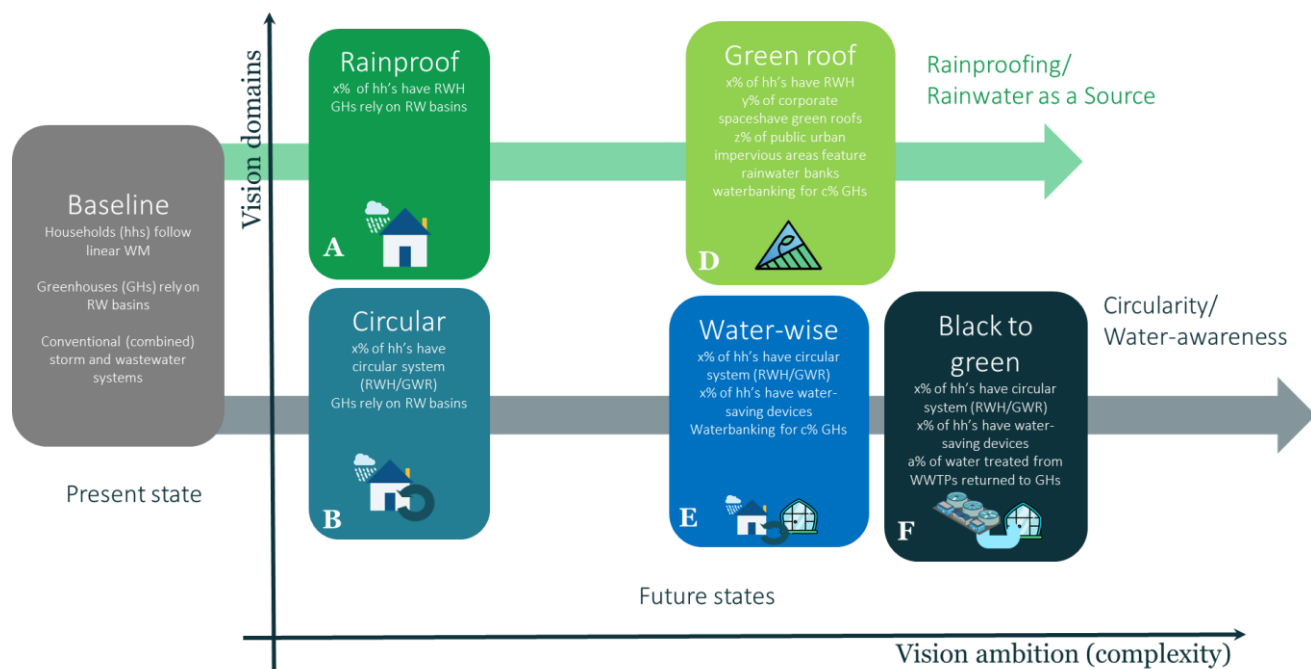 Vision domains
Baseline
Households (hhs) follow
linear WM
Greenhouses (GHs) rely on
RW basins
Conventional (combined)
storm and wastewater
systems
Present state
Rainproof
x% of hh's have RWH
GHs rely on RW basins
A
Green roof
x% of hh's have RWH
y% of corporate
spaceshave green roofs
z% of public urban
impervious areas feature
rainwater banks
waterbanking for c% GHs
D
Rainproofing/
Rainwater as a Source
Circular
x% of hh's have
circular system
(RWH/GWR)
GHs rely on RW basins
B
Water-wise
x% of hh's have circular
system (RWH/GWR)
x% of hh's have water-
saving devices
Waterbanking for c% GHs
E
Black to
green
x% of hh's have circular
system (RWH/GWR)
x% of hh's have water-
saving devices
a% of water treated from
WWTPs returned to GHs
F
Circularity/
Water-awareness
Future states
Vision ambition (complexity)